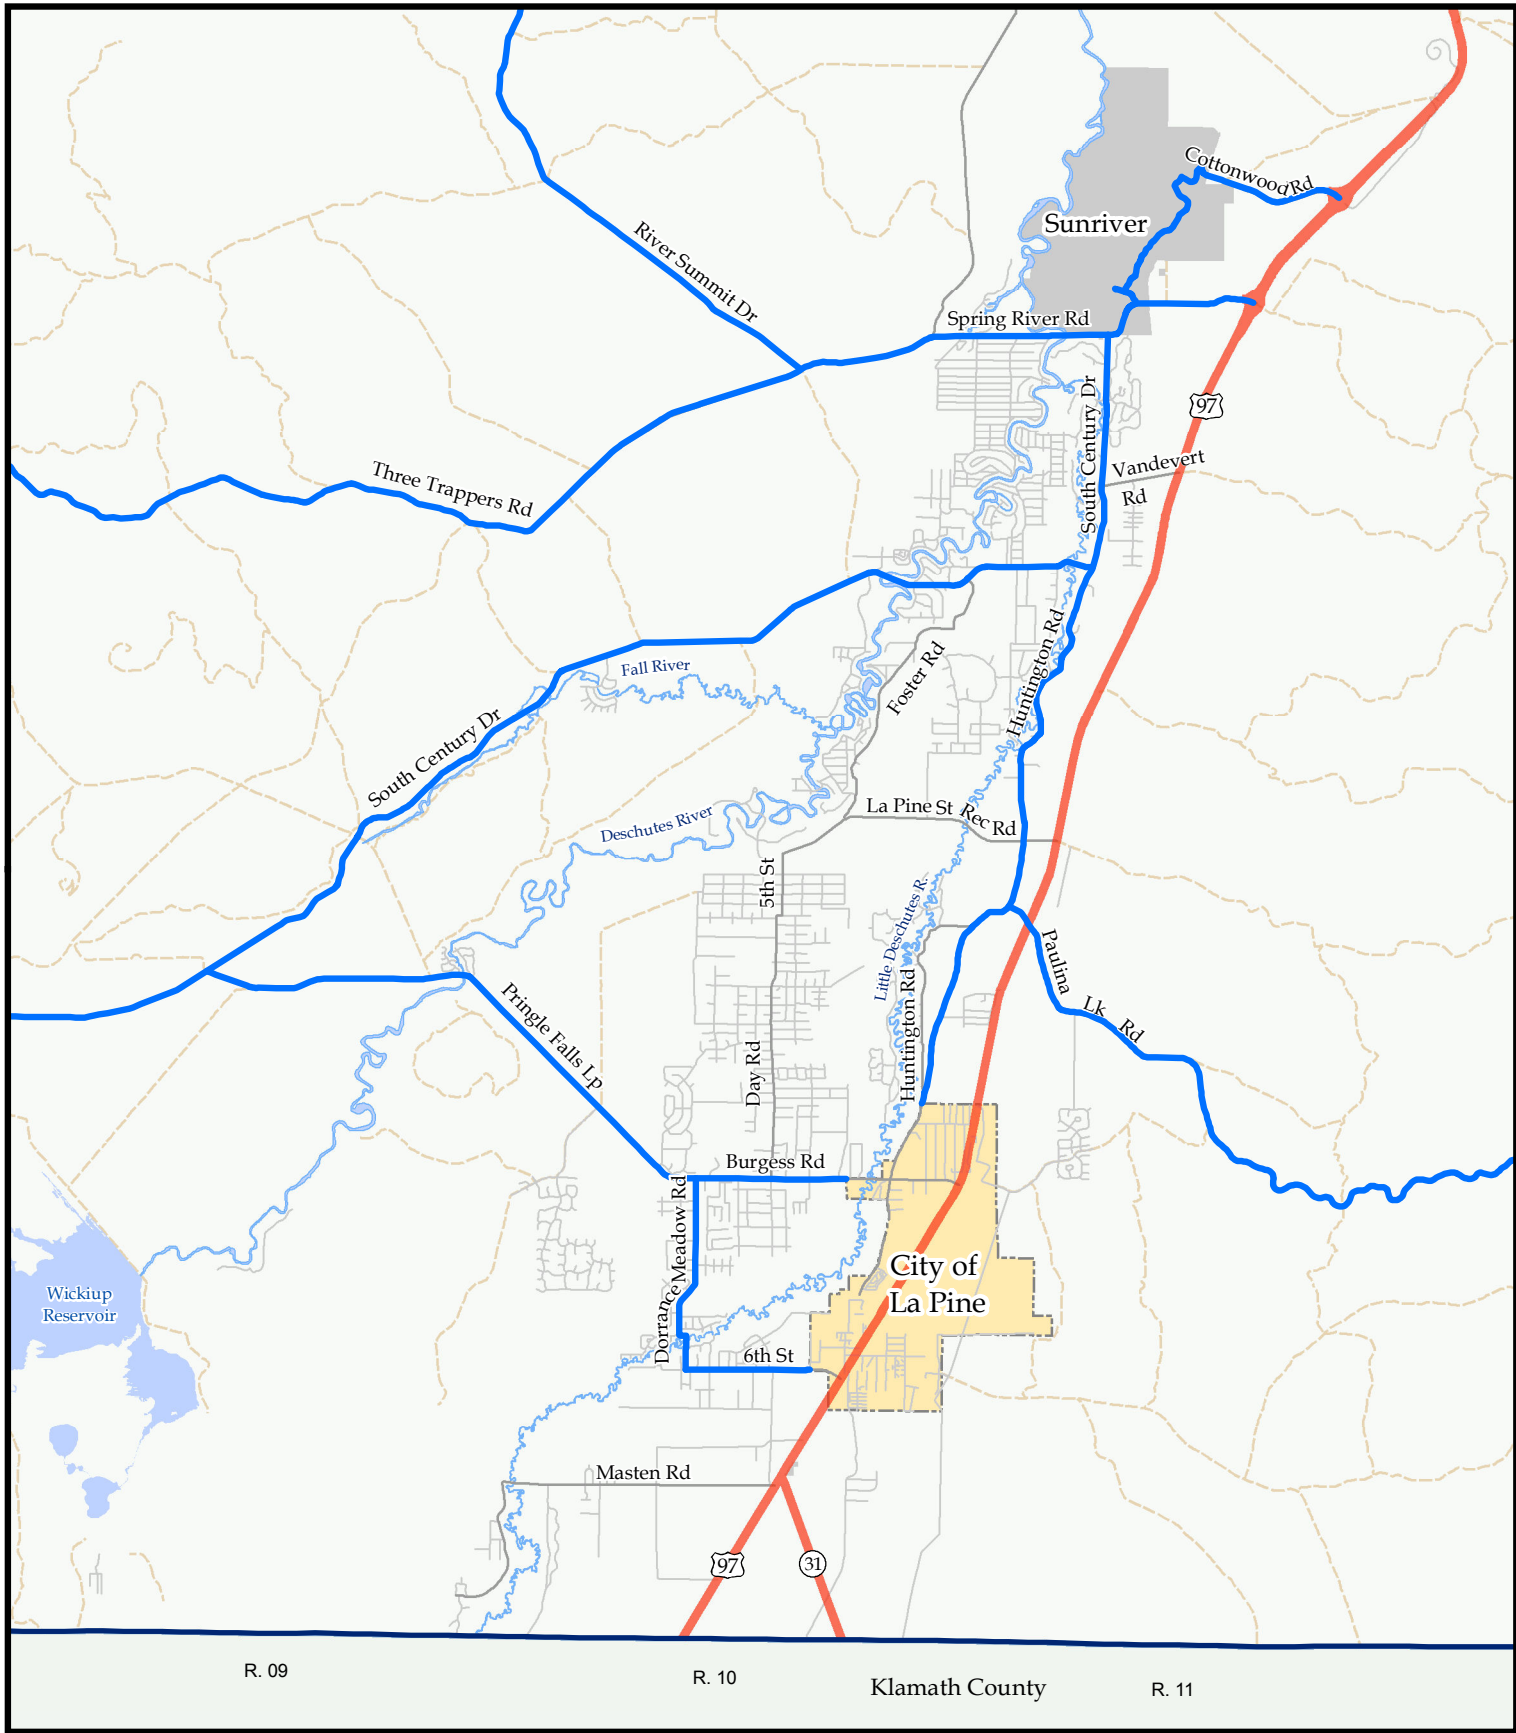 Cottonwood Rd
Sunriver
River Summit Dr
Spring River Rd
South Century Dr
97
Vandevert
Rd
Three Trappers Rd
Huntington Rd
Fall River
Foster Rd
South Century Dr
La Pine St Rec Rd
Deschutes River
5th St
Little Deschutes R.
Paulina
Lk Rd
Huntington Rd
Pringle Falls Lp
Day Rd
Burgess Rd
Dorrance Meadow Rd
City of
La Pine
Wickiup
Reservoir
6th St
Masten Rd
97
31
R. 09
R. 10
Klamath County
R. 11